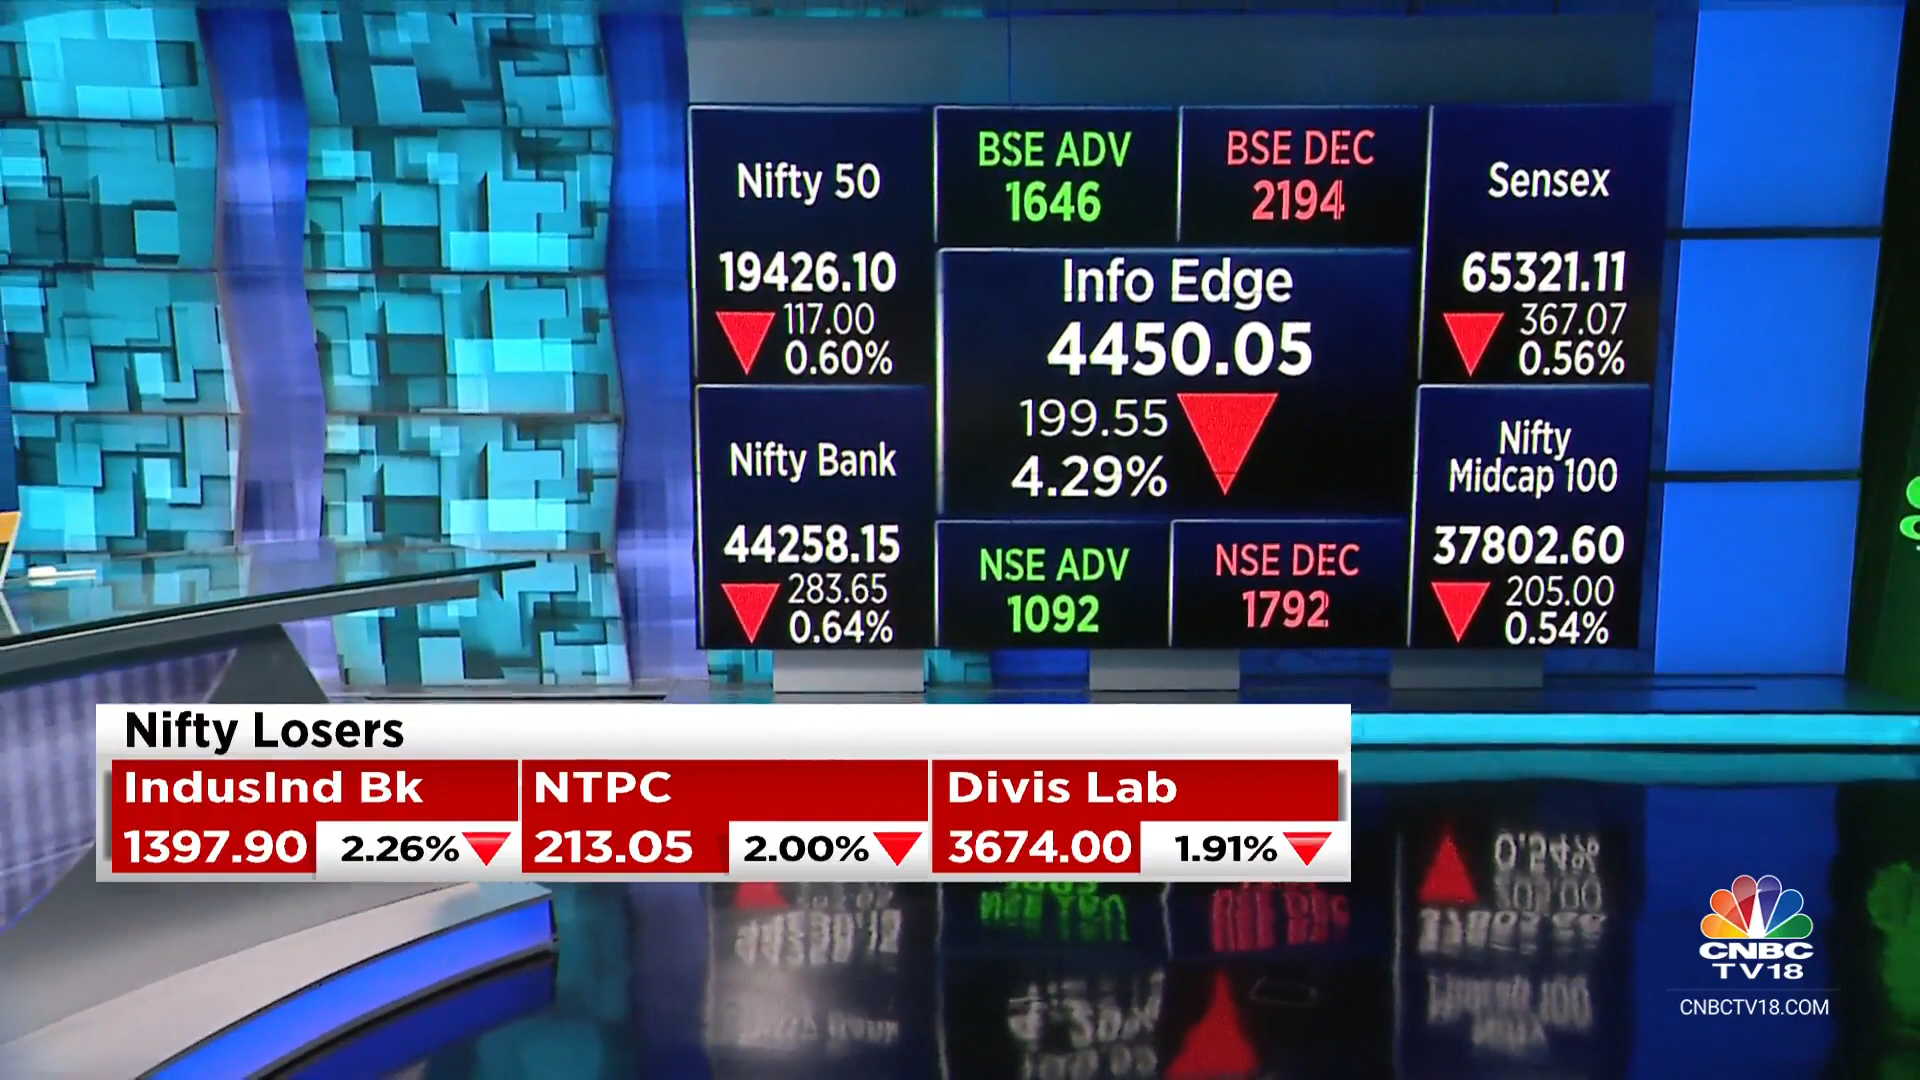 Nifty 50
19426.10
117.00
0.60%
BSE ADV
1646
BSE DEC
2194
Sensex
65321.11
367.07
0.56%
Info Edge
4450.05
199.55
4.29%
Nifty Bank
44258.15
283.65
0.64%
NSE ADV
1092
NSE DEC
1792
Nifty
Midcap 100
37802.60
205.00
0.54%
Nifty Losers
IndusInd Bk
1397.90 2.26%
NTPC
213.05 2.00%
Divis Lab
3674.00 1.91%
CNBC
TV18
CNBCTV18.COM